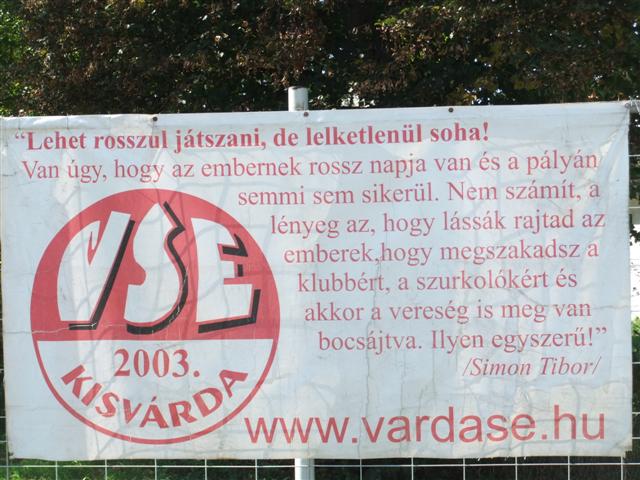 “Lehet rosszul játszani, de lelketlenül soha!
Van úgy, hogy az embernek rossz napja van és a pályán
semmi sem sikerül. Nem számít, a
lényeg az, hogy lássák rajtad az
emberek,hogy megszakadsz a
klubbért, a szurkolókért és
akkor a vereség is meg van
bocsájtva. Ilyen egyszerű!”
/Simon Tibor/
VSE
2003.
KISVÁRDA
www.vardase.hu